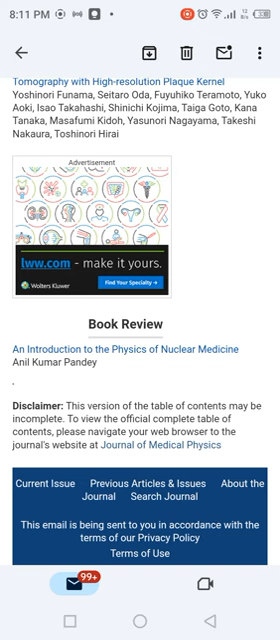 8:11 PM
Tomography with High-resolution Plaque Kernel
Yoshinori Funama, Seitaro Oda, Fuyuhiko Teramoto, Yuko
Aoki, Isao Takahashi, Shinichi Kojima, Taiga Goto, Kana
Tanaka, Masafumi Kidoh, Yasunori Nagayama, Takeshi
Nakaura, Toshinori Hirai
Advertisement
lww.com - make it yours.
Wolters Kluwer
Find Your Specialty
Book Review
An Introduction to the Physics of Nuclear Medicine
Anil Kumar Pandey
-
Disclaimer: This version of the table of contents may be
incomplete. To view the official complete table of
contents, please navigate your web browser to the
journal's website at Journal of Medical Physics
Current Issue Previous Articles & Issues About the
Journal Search Journal
This email is being sent to you in accordance with the
terms of our Privacy Policy
Terms of Use
99+